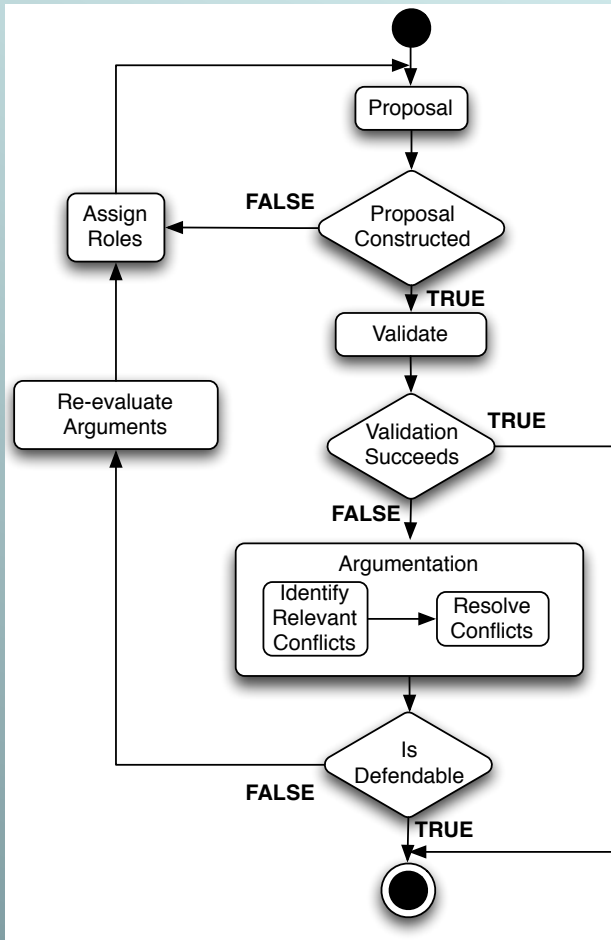 Proposal
FALSE
Assign
Roles
Proposal
Constructed
TRUE
Validate
Re-evaluate
Arguments
Validation
Succeeds
TRUE
FALSE
Argumentation
Identify
Relevant
Conflicts
Resolve
Conflicts
Is
Defendable
FALSE
TRUE